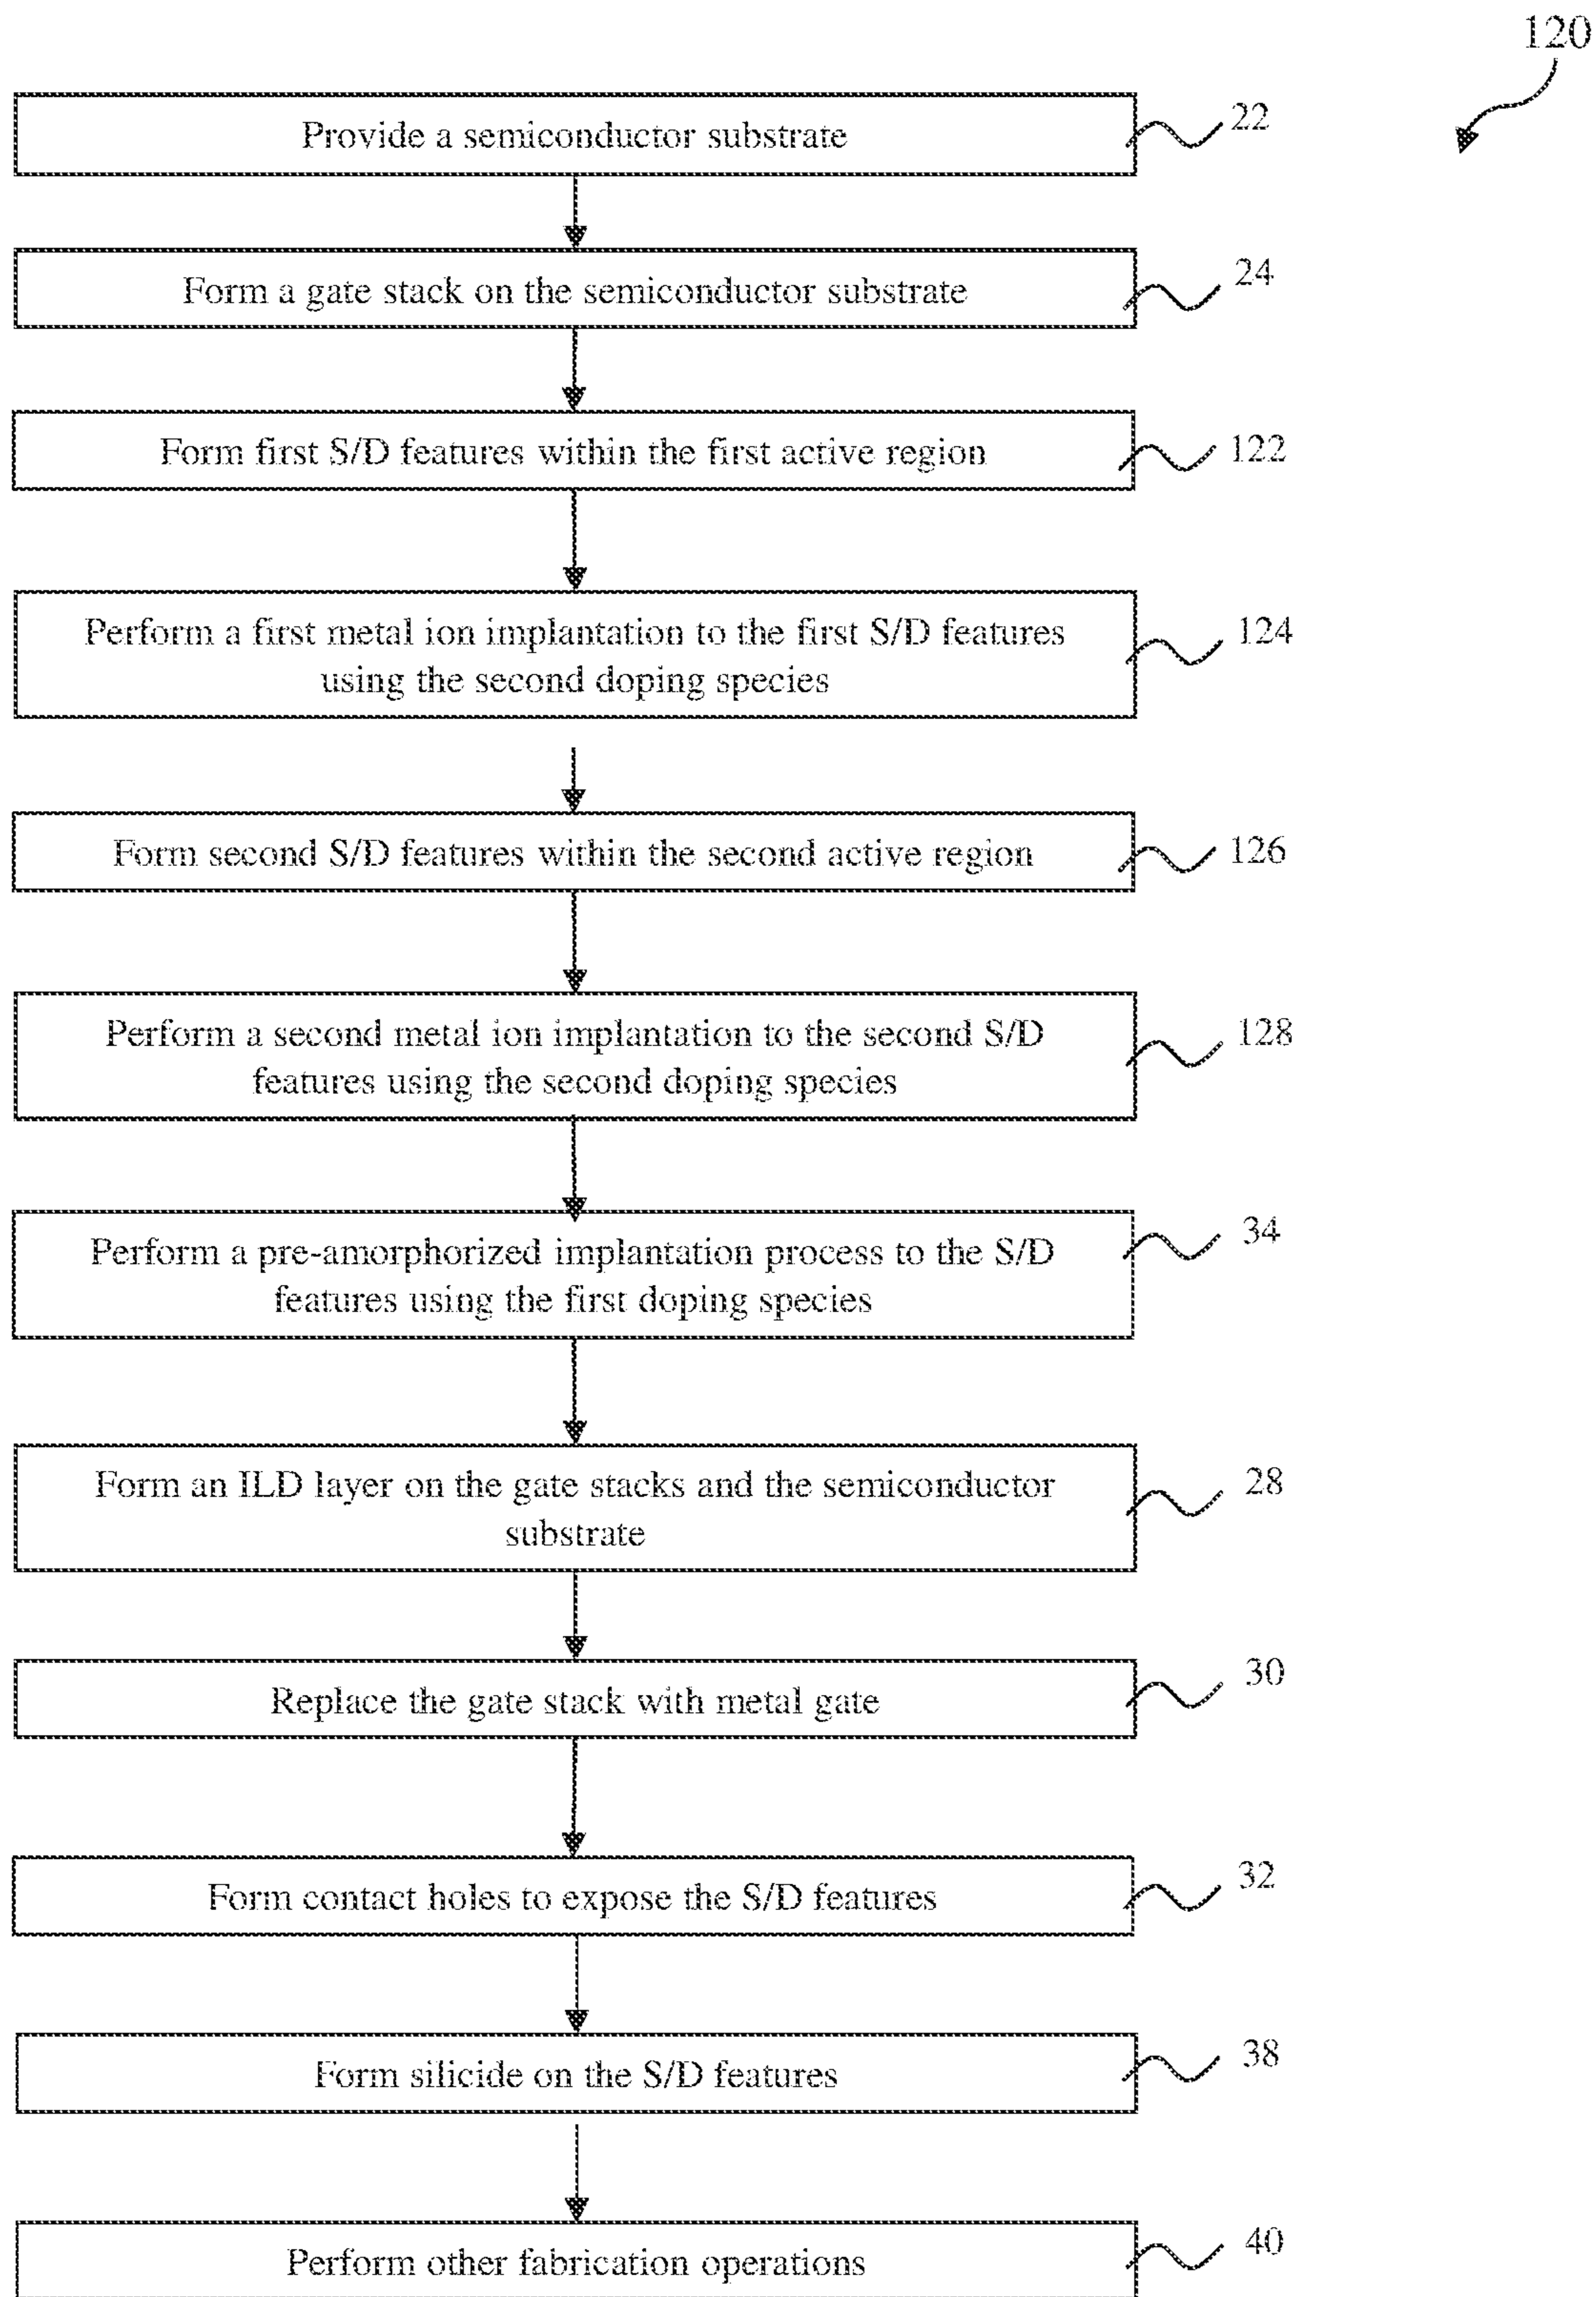 120
Provide a semiconductor substrate
22
Form a gate stack on the semiconductor substrate
24
Form first S/D features within the first active region
122
Perform a first metal ion implantation to the first S/D features
using the second doping species
124
Form second S/D features within the second active region
126
Perform a second metal ion implantation to the second S/D
features using the second doping species
128
Perform a pre-amorphorized implantation process to the S/D
features using the first doping species
34
Form an ILD layer on the gate stacks and the semiconductor
substrate
28
Replace the gate stack with metal gate
30
Form contact holes to expose the S/D features
32
Form silicide on the S/D features
38
Perform other fabrication operations
40